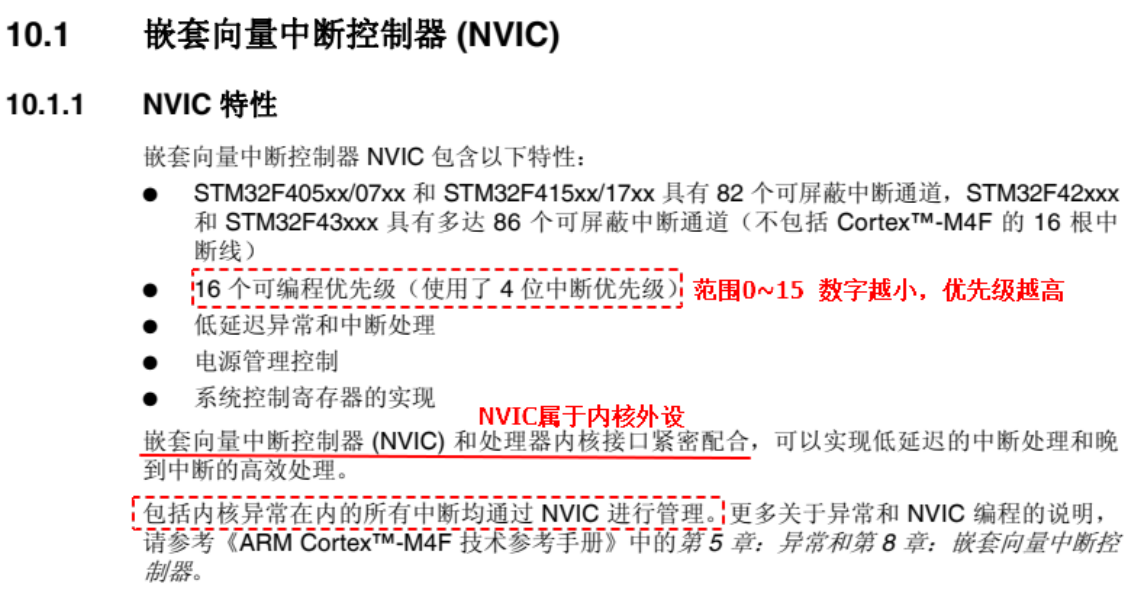 10.1 嵌套向量中断控制器 (NVIC)
10.1.1 NVIC 特性
嵌套向量中断控制器 NVIC 包含以下特性：
● STM32F405xx/07xx 和 STM32F415xx/17xx 具有 82 个可屏蔽中断通道，STM32F42xxx
和 STM32F43xxx 具有多达 86 个可屏蔽中断通道（不包括 Cortex™-M4F 的 16 根中
断线）
● 16 个可编程优先级（使用了 4 位中断优先级） 范围0~15 数字越小，优先级越高
● 低延迟异常和中断处理
● 电源管理控制
● 系统控制寄存器的实现
NVIC属于内核外设
嵌套向量中断控制器 (NVIC) 和处理器内核接口紧密配合，可以实现低延迟的中断处理和晚
到中断的高效处理。
包括内核异常在内的所有中断均通过 NVIC 进行管理。更多关于异常和 NVIC 编程的说明，
请参考《ARM Cortex™-M4F 技术参考手册》中的第 5 章：异常和第 8 章：嵌套向量中断控
制器。